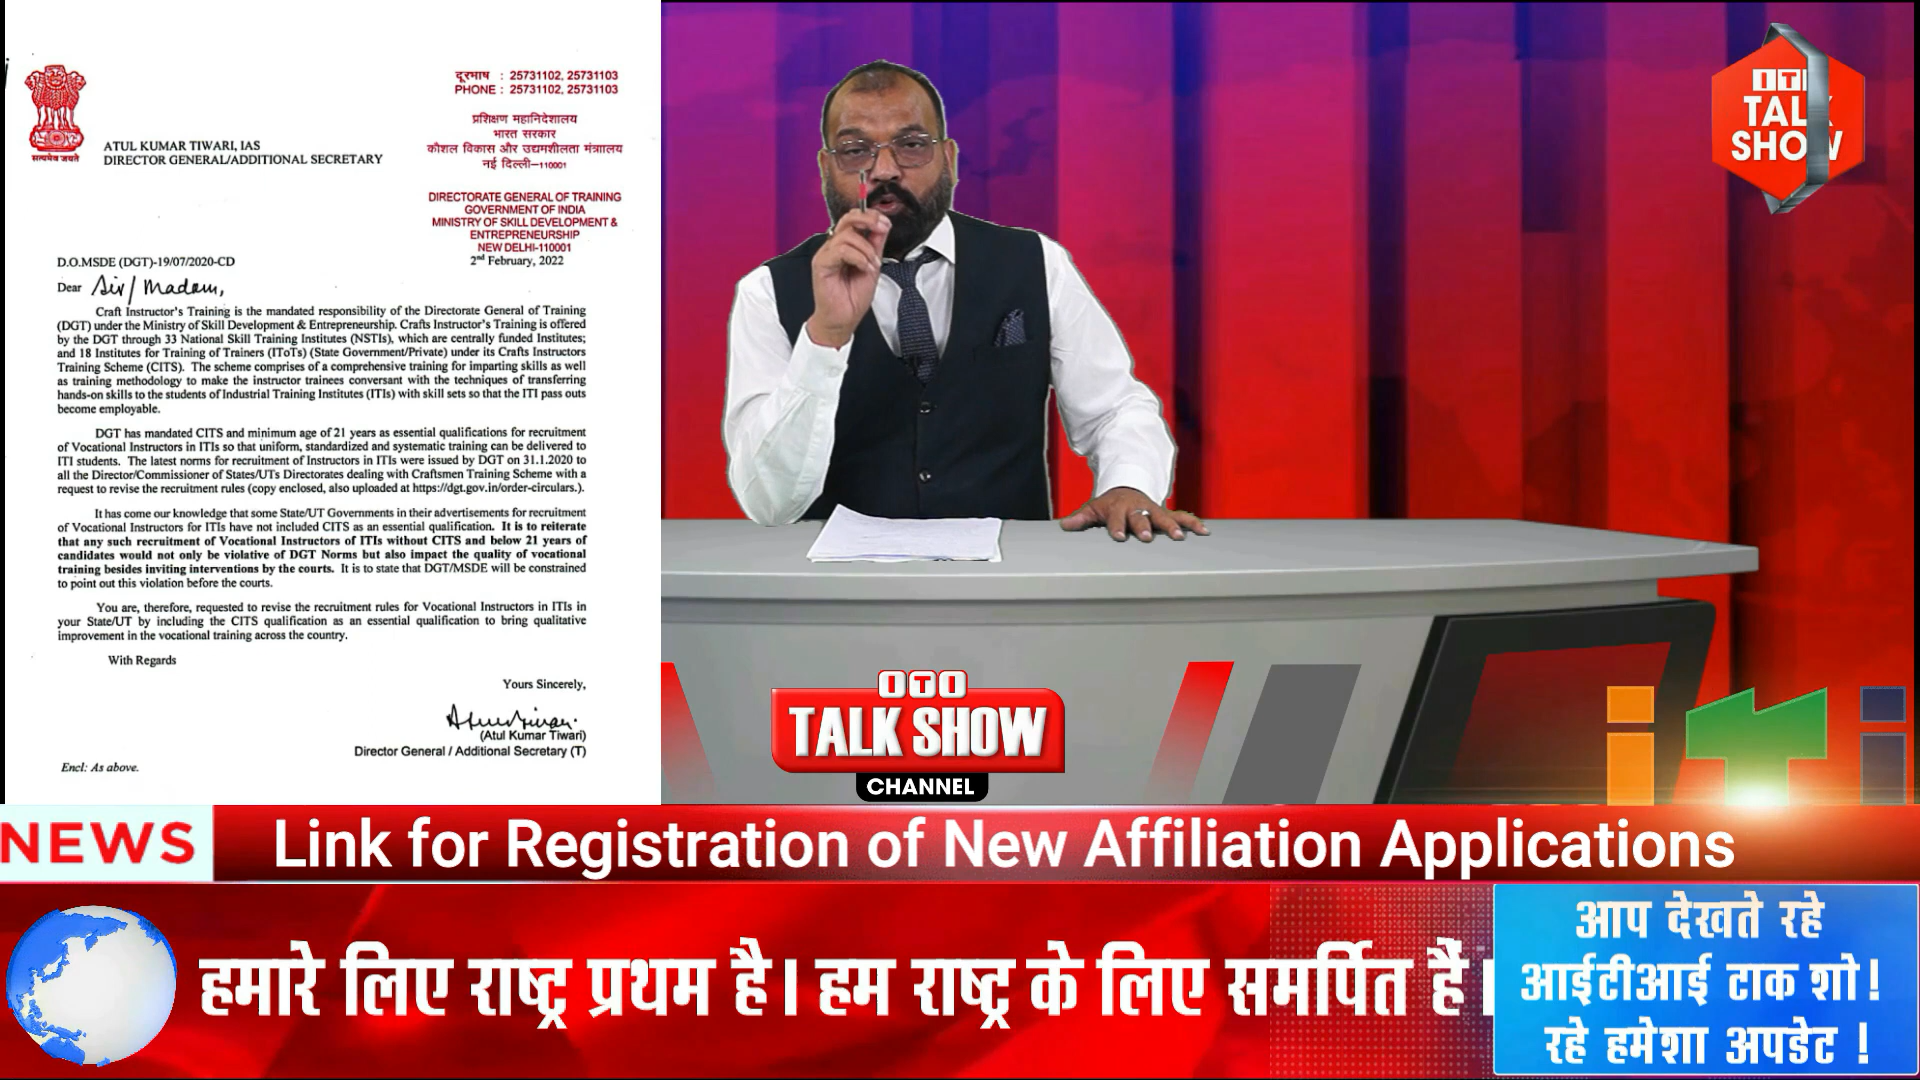 सत्यमेव जयते
ATUL KUMAR TIWARI, IAS
DIRECTOR GENERAL/ADDITIONAL SECRETARY
दूरभाष : 25731102, 25731103
PHONE : 25731102, 25731103
प्रशिक्षण महानिदेशालय
भारत सरकार
कौशल विकास और उद्यमशीलता मंत्रालय
नई दिल्ली–110001
DIRECTORATE GENERAL OF TRAINING
GOVERNMENT OF INDIA
MINISTRY OF SKILL DEVELOPMENT &
ENTREPRENEURSHIP
NEW DELHI-110001
2nd February, 2022
D.O.MSDE (DGT)-19/07/2020-CD
Dear Sir/Madam,
Craft Instructor's Training is the mandated responsibility of the Directorate General of Training
(DGT) under the Ministry of Skill Development & Entrepreneurship. Crafts Instructor's Training is offered
by the DGT through 33 National Skill Training Institutes (NSTIs), which are centrally funded Institutes;
and 18 Institutes for Training of Trainers (IToTs) (State Government/Private) under its Crafts Instructors
Training Scheme (CITS). The scheme comprises of a comprehensive training for imparting skills as well
as training methodology to make the instructor trainees conversant with the techniques of transferring
hands-on skills to the students of Industrial Training Institutes (ITIs) with skill sets so that the ITI pass outs
become employable.
DGT has mandated CITS and minimum age of 21 years as essential qualifications for recruitment
of Vocational Instructors in ITIs so that uniform, standardized and systematic training can be delivered to
ITI students. The latest norms for recruitment of Instructors in ITIs were issued by DGT on 31.1.2020 to
all the Director/Commissioner of States/UTs Directorates dealing with Craftsmen Training Scheme with a
request to revise the recruitment rules (copy enclosed, also uploaded at https://dgt.gov.in/order-circulars.).
It has come our knowledge that some State/UT Governments in their advertisements for recruitment
of Vocational Instructors for ITIs have not included CITS as an essential qualification. It is to reiterate
that any such recruitment of Vocational Instructors of ITIs without CITS and below 21 years of
candidates would not only be violative of DGT Norms but also impact the quality of vocational
training besides inviting interventions by the courts. It is to state that DGT/MSDE will be constrained
to point out this violation before the courts.
You are, therefore, requested to revise the recruitment rules for Vocational Instructors in ITIs in
your State/UT by including the CITS qualification as an essential qualification to bring qualitative
improvement in the vocational training across the country.
With Regards
Yours Sincerely,
(Atul Kumar Tiwari)
Director General / Additional Secretary (T)
Encl: As above.
ITI
TALK
SHOW
ITI
TALK SHOW
CHANNEL
iTi
NEWS
Link for Registration of New Affiliation Applications
हमारे लिए राष्ट्र प्रथम है। हम राष्ट्र के लिए समर्पित हैं।
आप देखते रहे
आईटीआई टाक शो!
रहे हमेशा अपडेट !